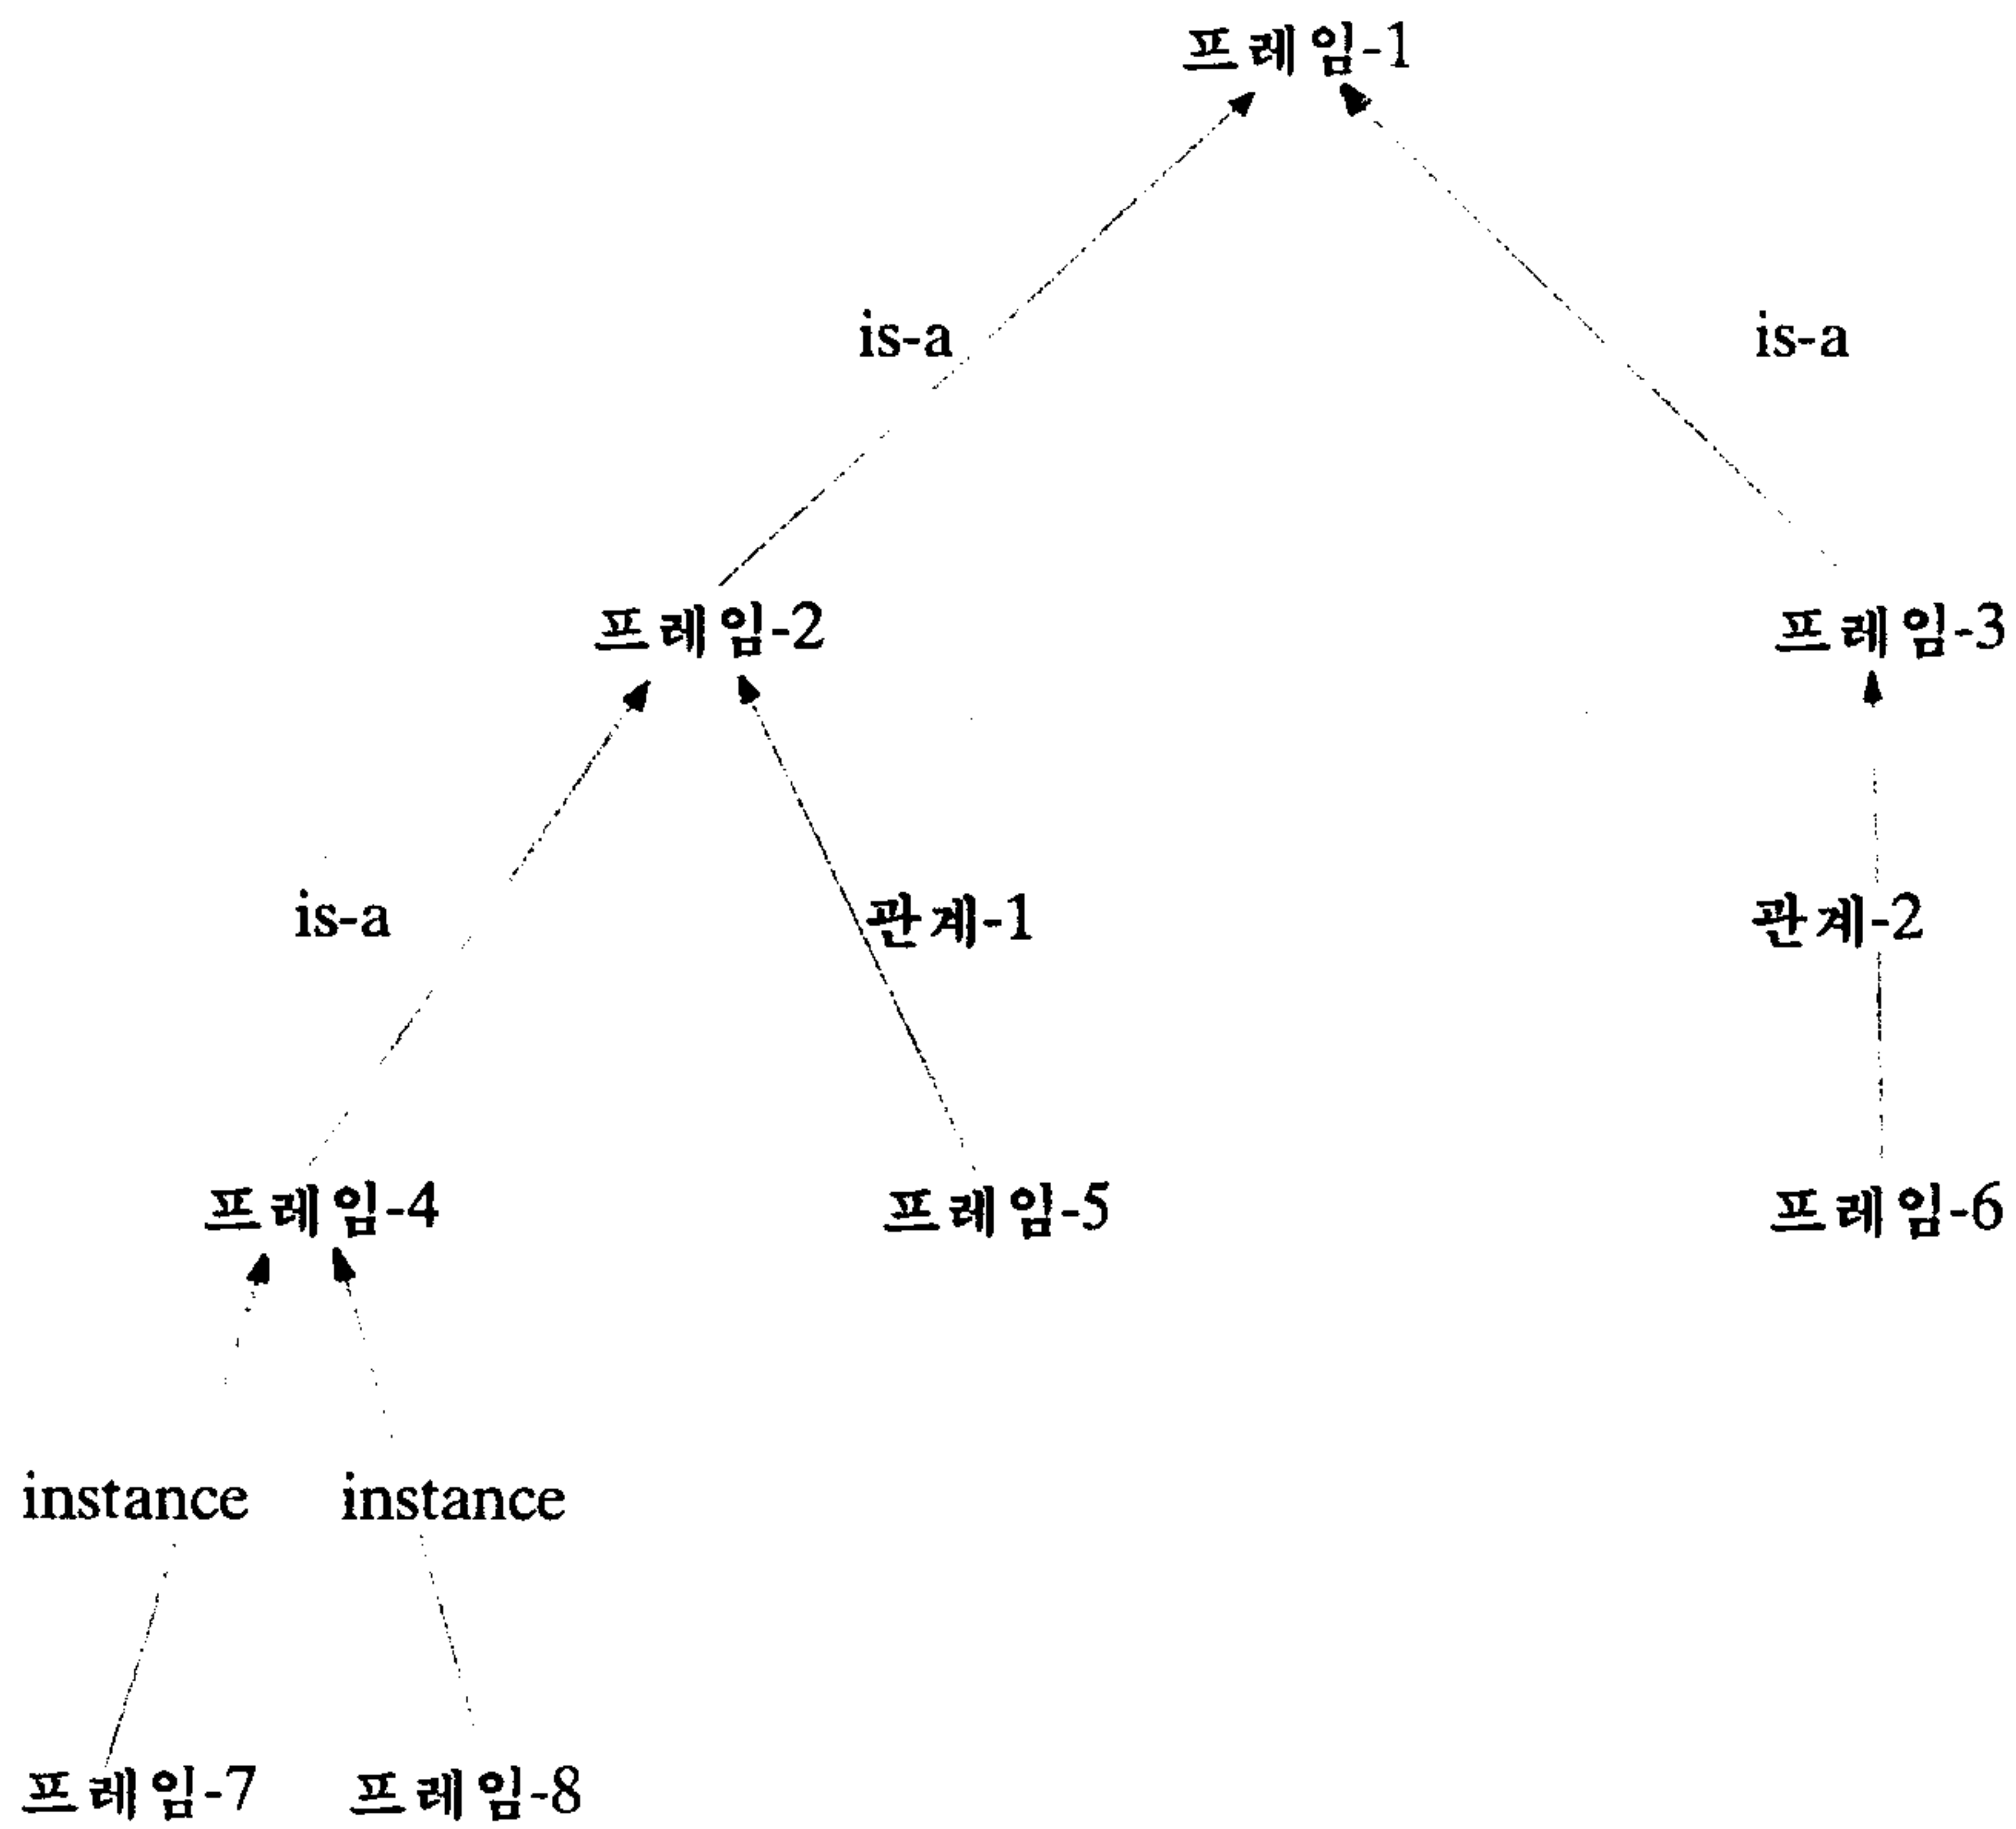 프레임-1
is-a is-a
프레임-2 프레임-3
is-a 관계-1 관계-2
프레임-4 프레임-5 프레임-6
instance instance
프레임-7 프레임-8